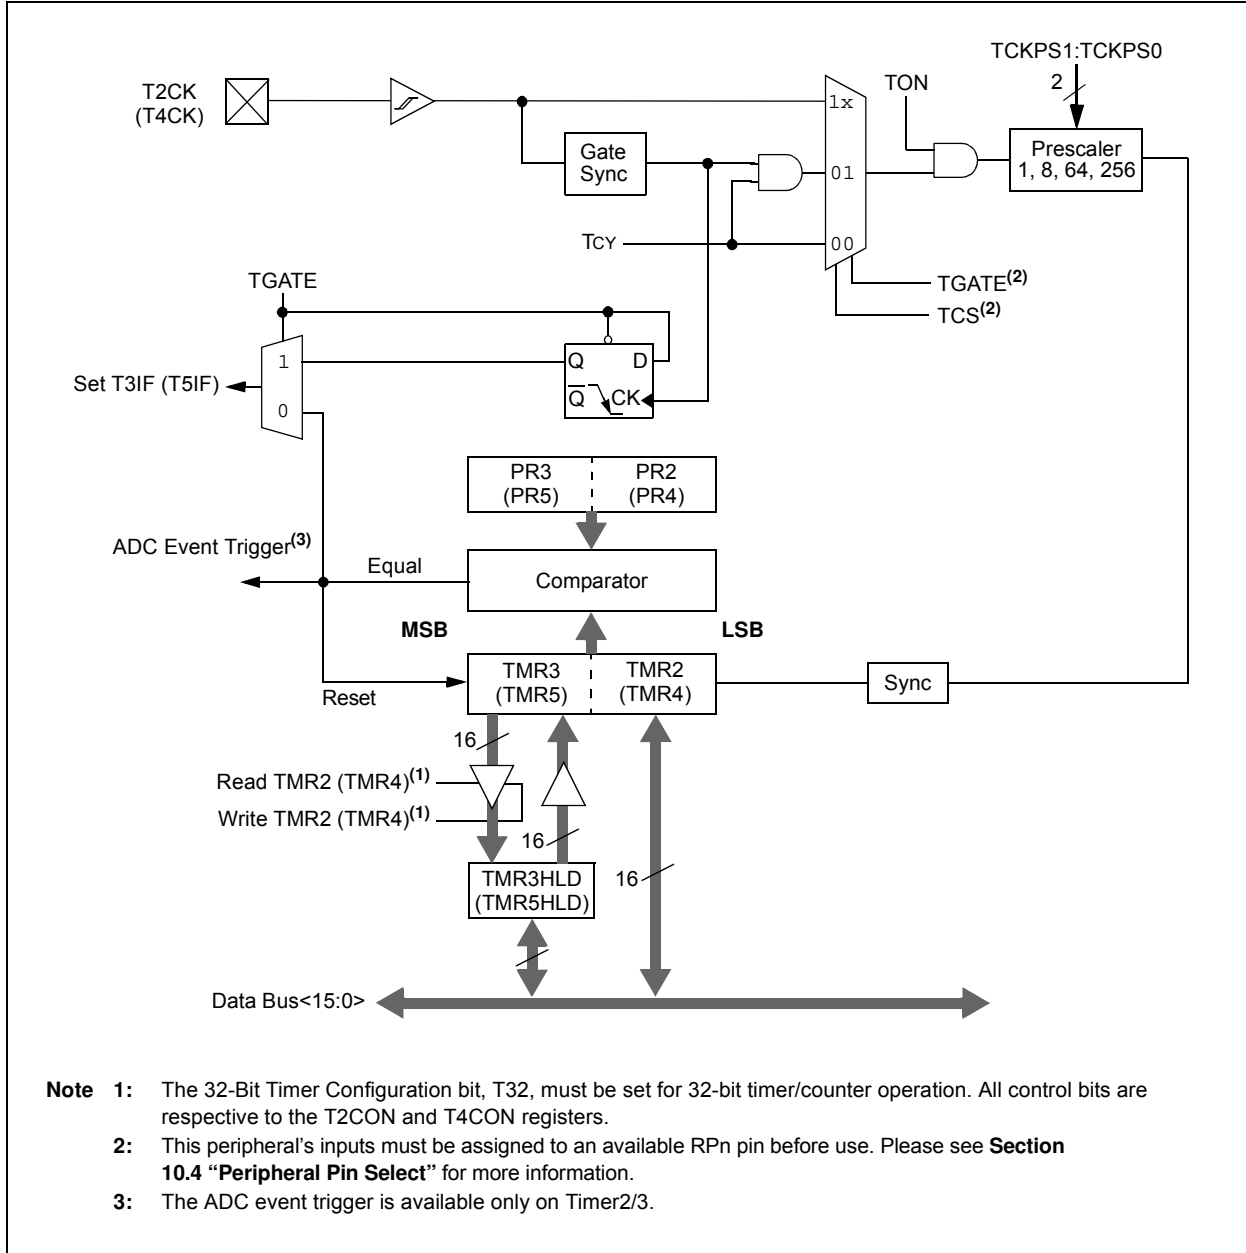 TCKPS1:TCKPS0
2
TON
T2CK
(T4CK)
1x
Gate
Sync
Prescaler
1, 8, 64, 256
01
TCY
00
TGATE(2)
TCS(2)
TGATE
1
Q
D
Set T3IF (T5IF)
Q
CK
0
PR3
(PR5)
PR2
(PR4)
ADC Event Trigger(3)
Equal
Comparator
MSB
LSB
TMR3
(TMR5)
TMR2
(TMR4)
Sync
Reset
16
Read TMR2 (TMR4)(1)
Write TMR2 (TMR4)(1)
16
TMR3HLD
(TMR5HLD)
16
Data Bus<15:0>
Note 1: The 32-Bit Timer Configuration bit, T32, must be set for 32-bit timer/counter operation. All control bits are
respective to the T2CON and T4CON registers.
2: This peripheral's inputs must be assigned to an available RPn pin before use. Please see Section
10.4 “Peripheral Pin Select” for more information.
3: The ADC event trigger is available only on Timer2/3.